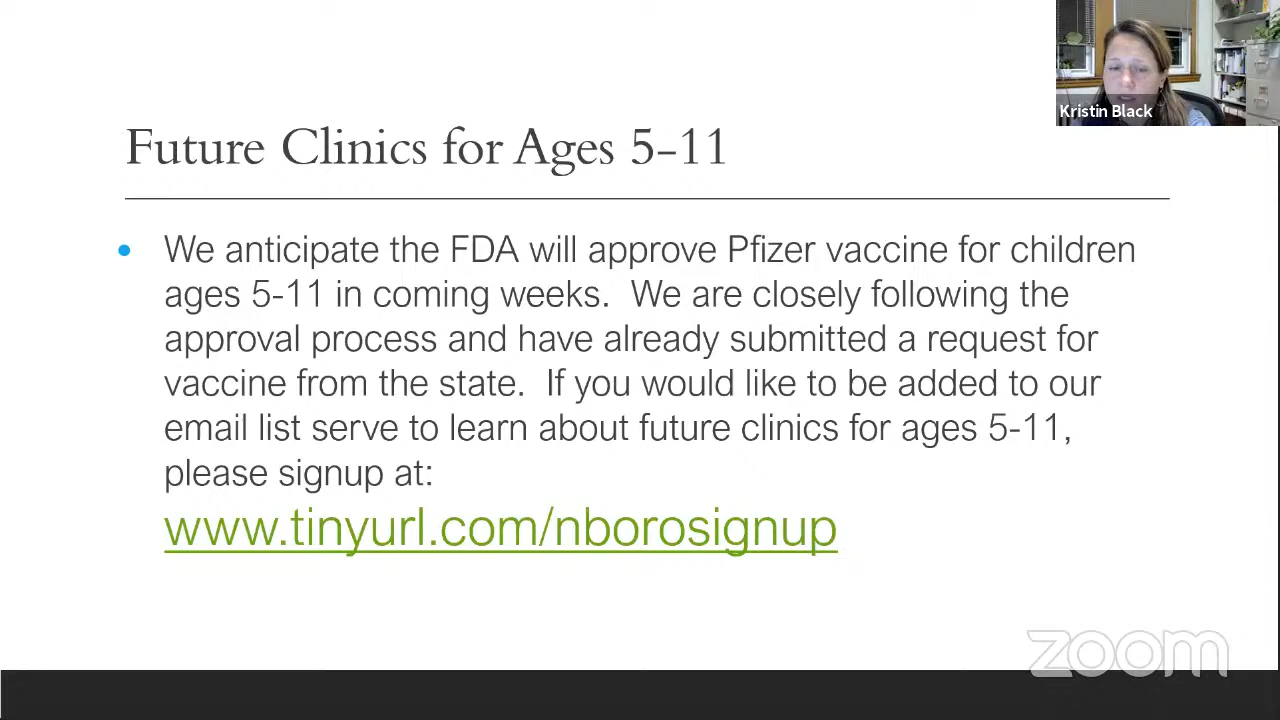 Kristin Black
Future Clinics for Ages 5-11
• We anticipate the FDA will approve Pfizer vaccine for children
ages 5-11 in coming weeks.  We are closely following the
approval process and have already submitted a request for
vaccine from the state.  If you would like to be added to our
email list serve to learn about future clinics for ages 5-11,
please signup at:
www.tinyurl.com/nborosignup
zoom